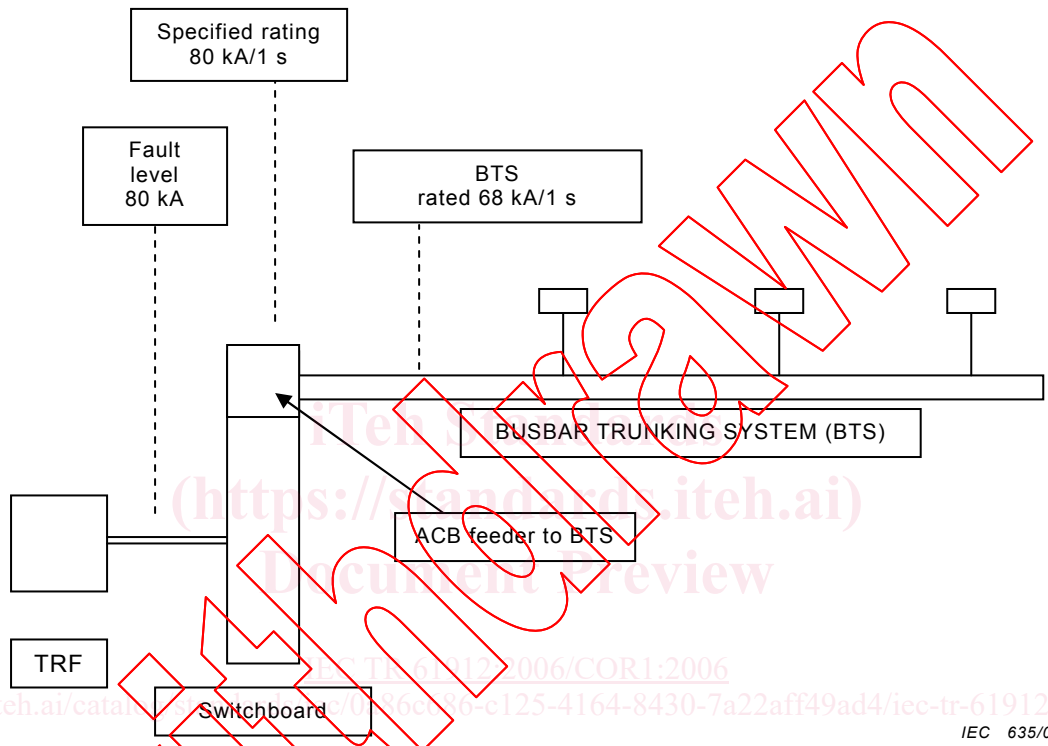 Specified rating
80 kA/1 s
Fault
level
80 kA
BTS
rated 68 kA/1 s
BUSBAP TRUNKING SYSTEM (BTS)
iTeh Standards
(https://standards.iteh.ai)
ACB feeder to BTS
Document Preview
TRF
IEC TR 61912:2006/COR1:2006
Switchboard
-c125-4164-8430-7a22aff49ad4/iec-tr-61912
IEC 635/0
Withdrawn